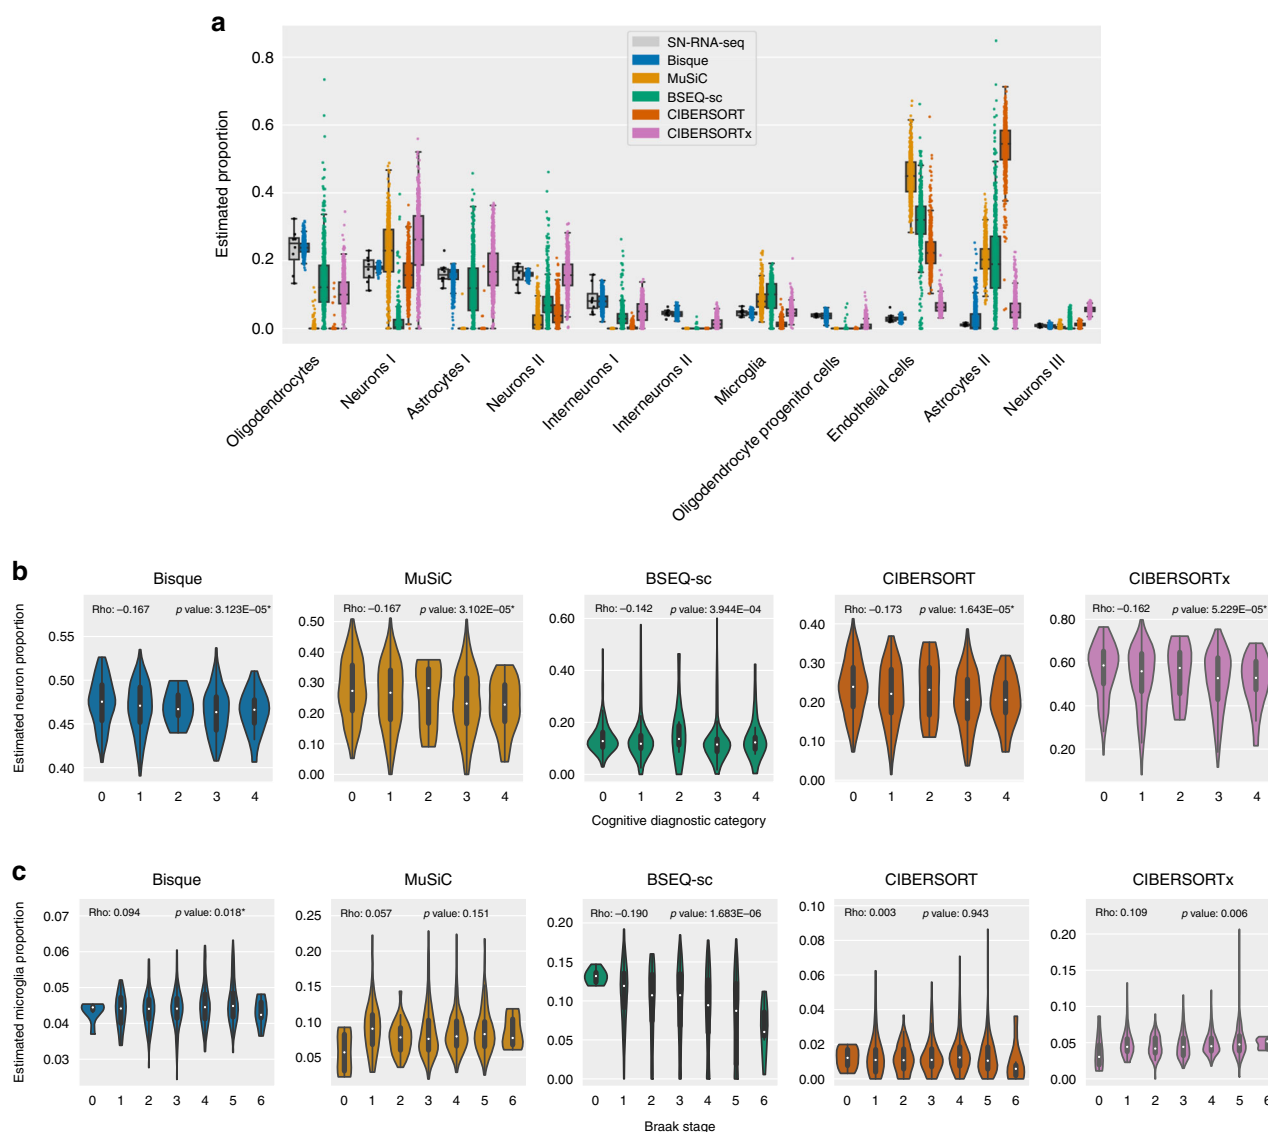 a
Estimated proportion
0.8
0.6
0.4
0.2
0.0
SN-RNA-seq
Bisque
MuSiC
BSEQ-sc
CIBERSORT
CIBERSORTx
Oligodendrocytes
Neurons I
Astrocytes I
Neurons II
Interneurons I
Interneurons II
Microglia
Oligodendrocyte progenitor cells
Endothelial cells
Astrocytes II
Neurons III
b
Estimated neuron proportion
Bisque
Rho: –0.167 p value: 3.123E–05*
0.55
0.50
0.45
0.40
0 1 2 3 4
MuSiC
Rho: –0.167 p value: 3.102E–05*
0.50
0.40
0.30
0.20
0.10
0.00
0 1 2 3 4
BSEQ-sc
Rho: –0.142 p value: 3.944E–04
0.60
0.40
0.20
0.00
0 1 2 3 4
CIBERSORT
Rho: –0.173 p value: 1.643E–05*
0.40
0.30
0.20
0.10
0.00
0 1 2 3 4
CIBERSORTx
Rho: –0.162 p value: 5.229E–05*
0.80
0.60
0.40
0.20
0 1 2 3 4
Cognitive diagnostic category
c
Estimated microglia proportion
Bisque
Rho: 0.094 p value: 0.018*
0.07
0.06
0.05
0.04
0.03
0 1 2 3 4 5 6
MuSiC
Rho: 0.057 p value: 0.151
0.25
0.20
0.15
0.10
0.05
0 1 2 3 4 5 6
BSEQ-sc
Rho: –0.190 p value: 1.683E–06
0.20
0.15
0.10
0.05
0.00
0 1 2 3 4 5 6
CIBERSORT
Rho: 0.003 p value: 0.943
0.10
0.08
0.06
0.04
0.02
0.00
0 1 2 3 4 5 6
CIBERSORTx
Rho: 0.109 p value: 0.006
0.20
0.15
0.10
0.05
0.00
0 1 2 3 4 5 6
Braak stage